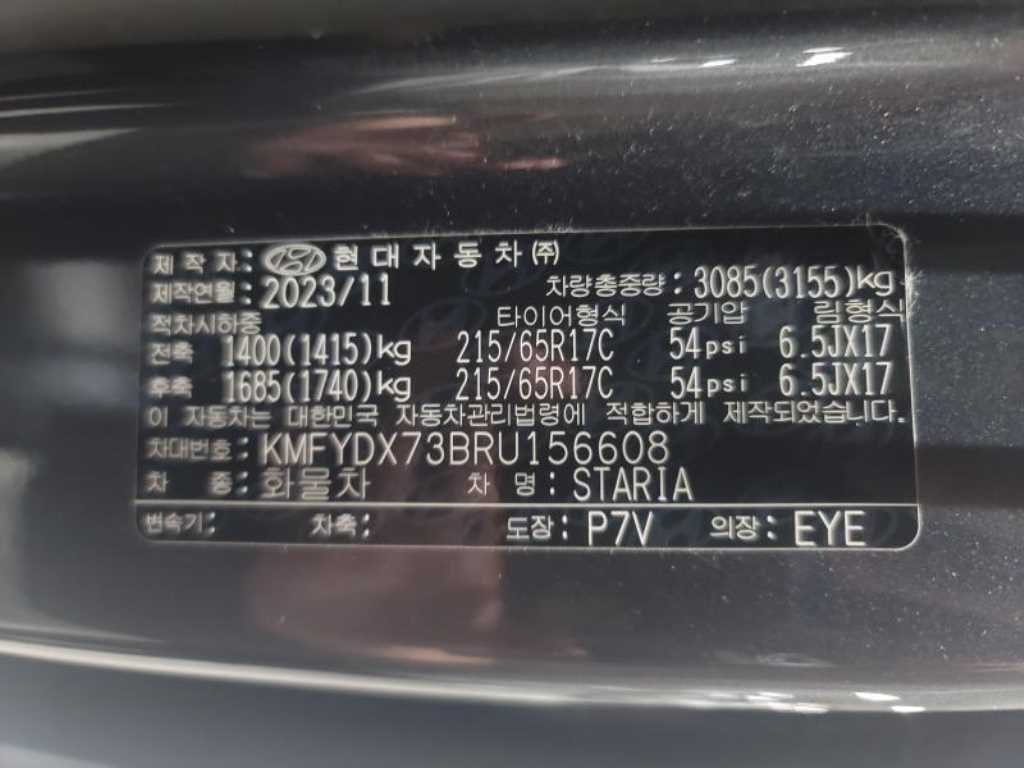 제 작 자: 현대자동차(주)
제작연월: 2023/11 차량총중량: 3085(3155)kg
적차시하중 타이어형식 공기압 림형식
전축 1400(1415)kg 215/65R17C 54psi 6.5JX17
후축 1685(1740)kg 215/65R17C 54psi 6.5JX17
이 자동차는 대한민국 자동차관리법령에 적합하게 제작되었습니다.
차대번호: KMFYDX73BRU156608
차 종: 화물차 차 명: STARIA
변속기: 차축: 도장: P7V 의장: EYE